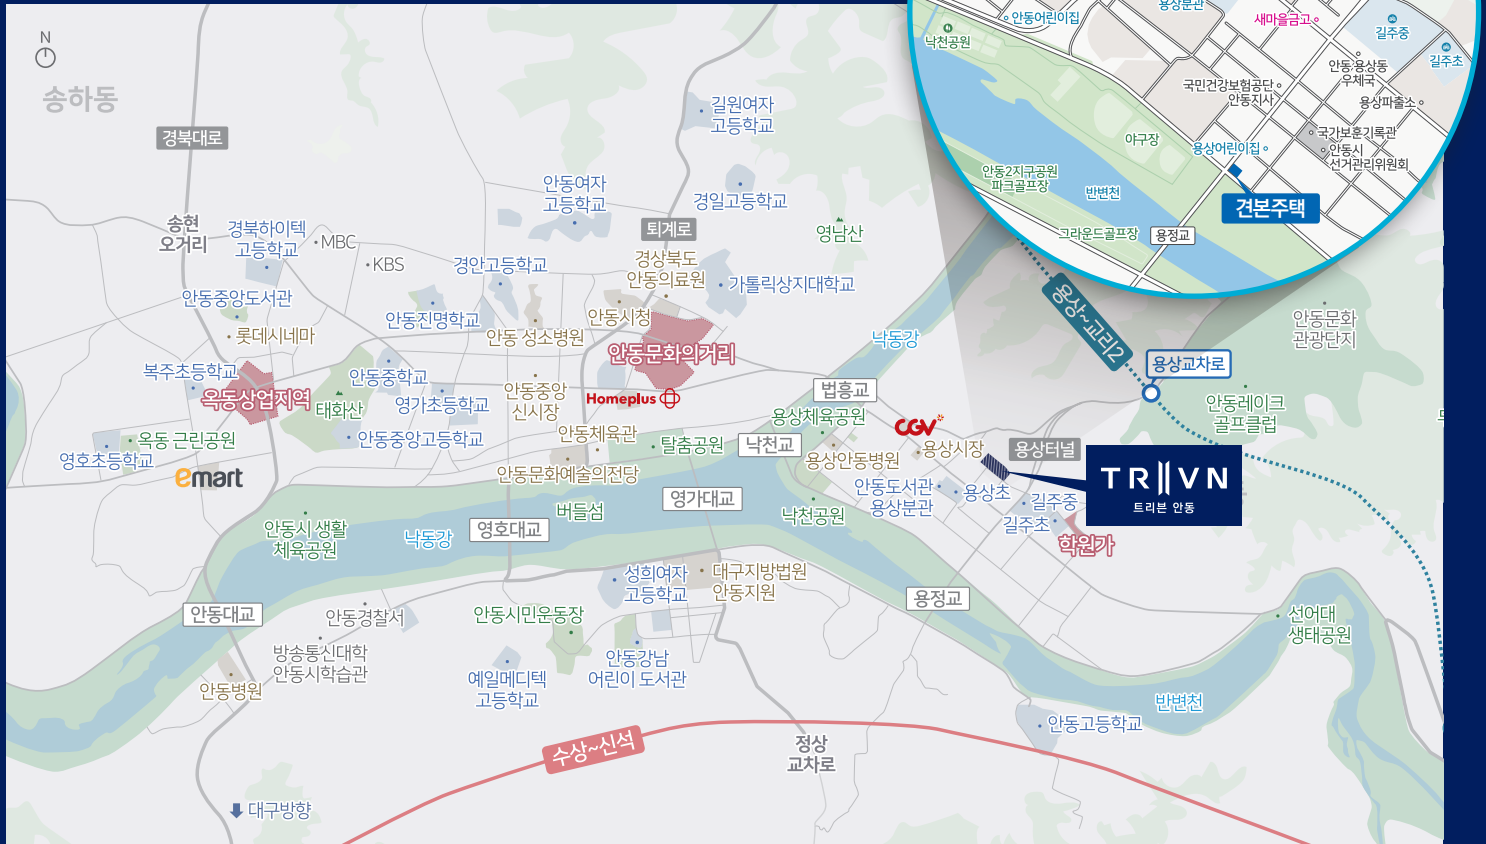 N
송하동
경북대로
송현
오거리
경북하이텍
고등학교
MBC
KBS
안동중앙도서관
롯데시네마
복주초등학교
옥동상업지역
옥동 근린공원
영호초등학교
emart
안동여자
고등학교
길원여자
고등학교
경일고등학교
퇴계로
경상북도
안동의료원
영남산
경안고등학교
가톨릭상지대학교
안동진명학교
안동 성소병원
안동시청
안동문화의거리
Homeplus
안동중학교
태화산
영가초등학교
안동중앙고등학교
안동중앙
신시장
안동체육관
안동문화예술의전당
탈춤공원
낙천교
법흥교
낙동강
용상체육공원
CGV
용상시장
용상안동병원
용상터널
안동도서관
용상분관
용상초
길주중
길주초
학원가
TRIIVN
트리븐 안동
용상~교리2
용상교차로
안동문화
관광단지
안동레이크
골프클럽
안동시 생활
체육공원
낙동강
영호대교
버들섬
영가대교
낙천공원
안동대교
안동경찰서
방송통신대학
안동시학습관
안동병원
안동시민운동장
성희여자
고등학교
대구지방법원
안동지원
예일메디텍
고등학교
안동강남
어린이 도서관
용정교
선어대
생태공원
반변천
안동고등학교
수상~신석
정상
교차로
대구방향
안동어린이집
용상분관
새마을금고
길주중
길주초
낙천공원
국민건강보험공단
안동지사
안동용상동
우체국
용상파출소
야구장
용상어린이집
국가보훈기록관
안동시
선거관리위원회
안동2지구공원
파크골프장
반변천
견본주택
그라운드골프장
용정교